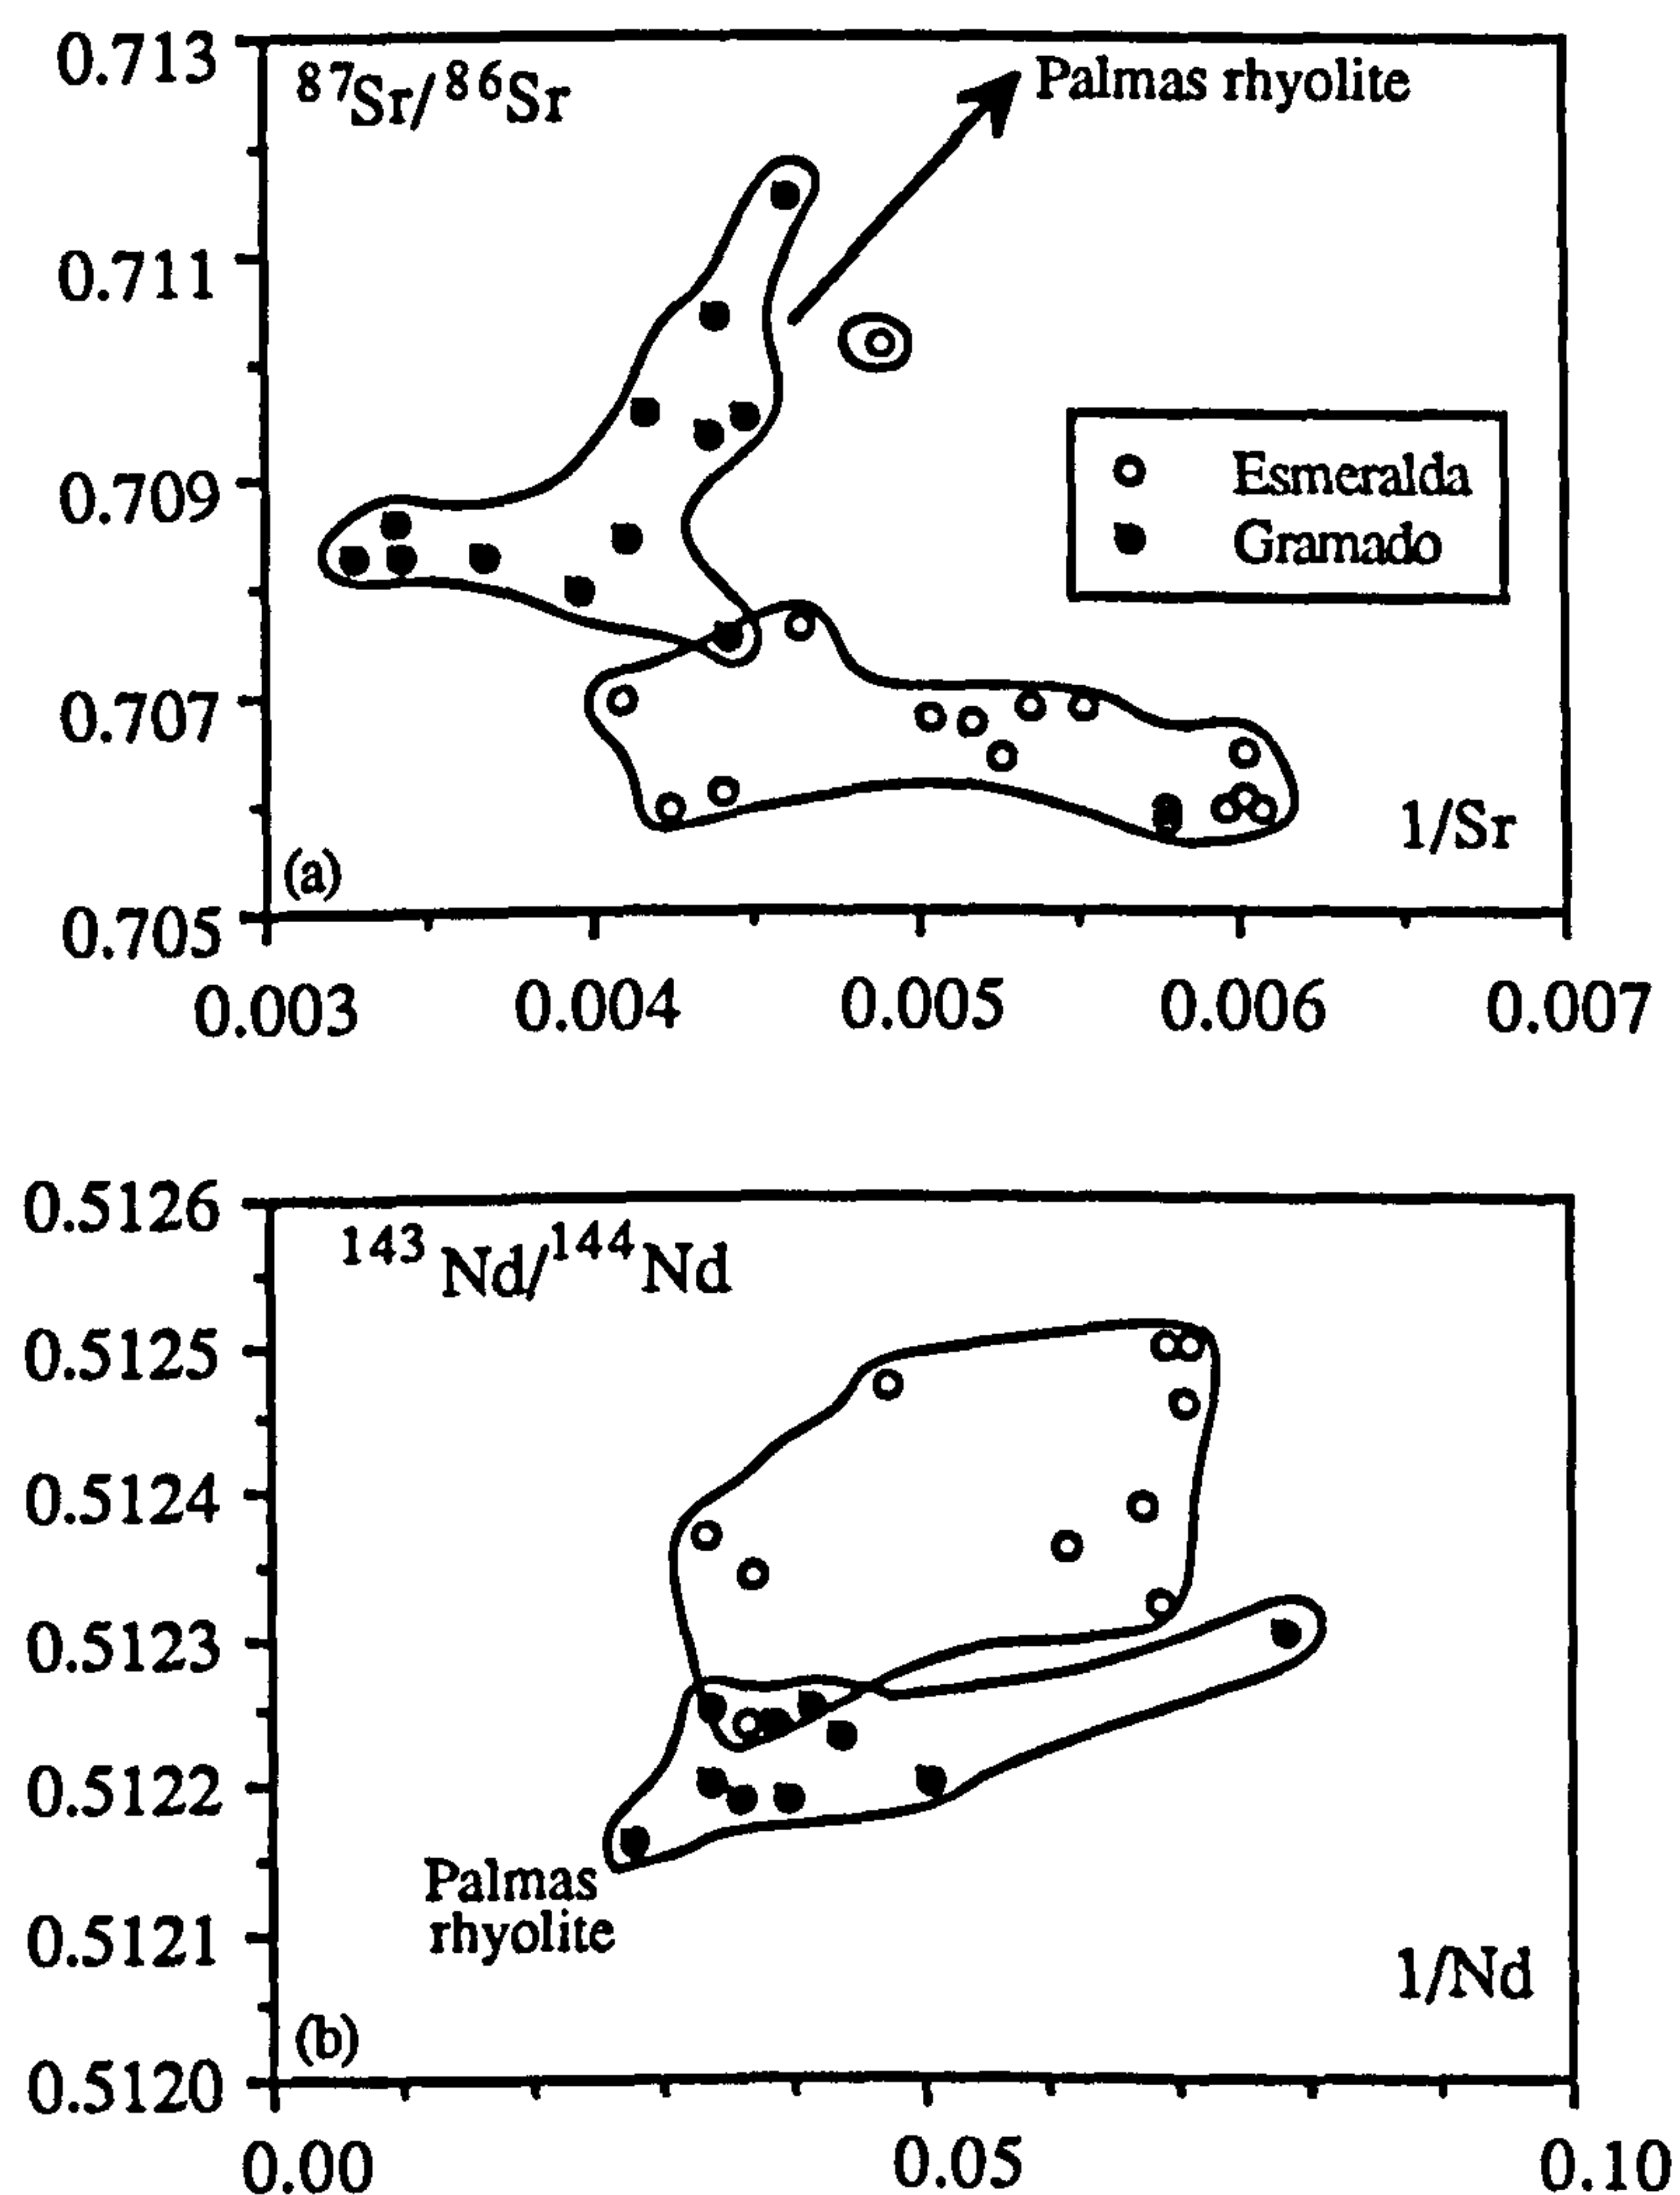 0.713
87Sr/86Sr
Palmas rhyolite
0.711
0.709
Esmeralda
Gramado
0.707
1/Sr
(a)
0.705
0.003 0.004 0.005 0.006 0.007
0.5126
143Nd/144Nd
0.5125
0.5124
0.5123
0.5122
Palmas
rhyolite
0.5121
1/Nd
(b)
0.5120
0.00 0.05 0.10